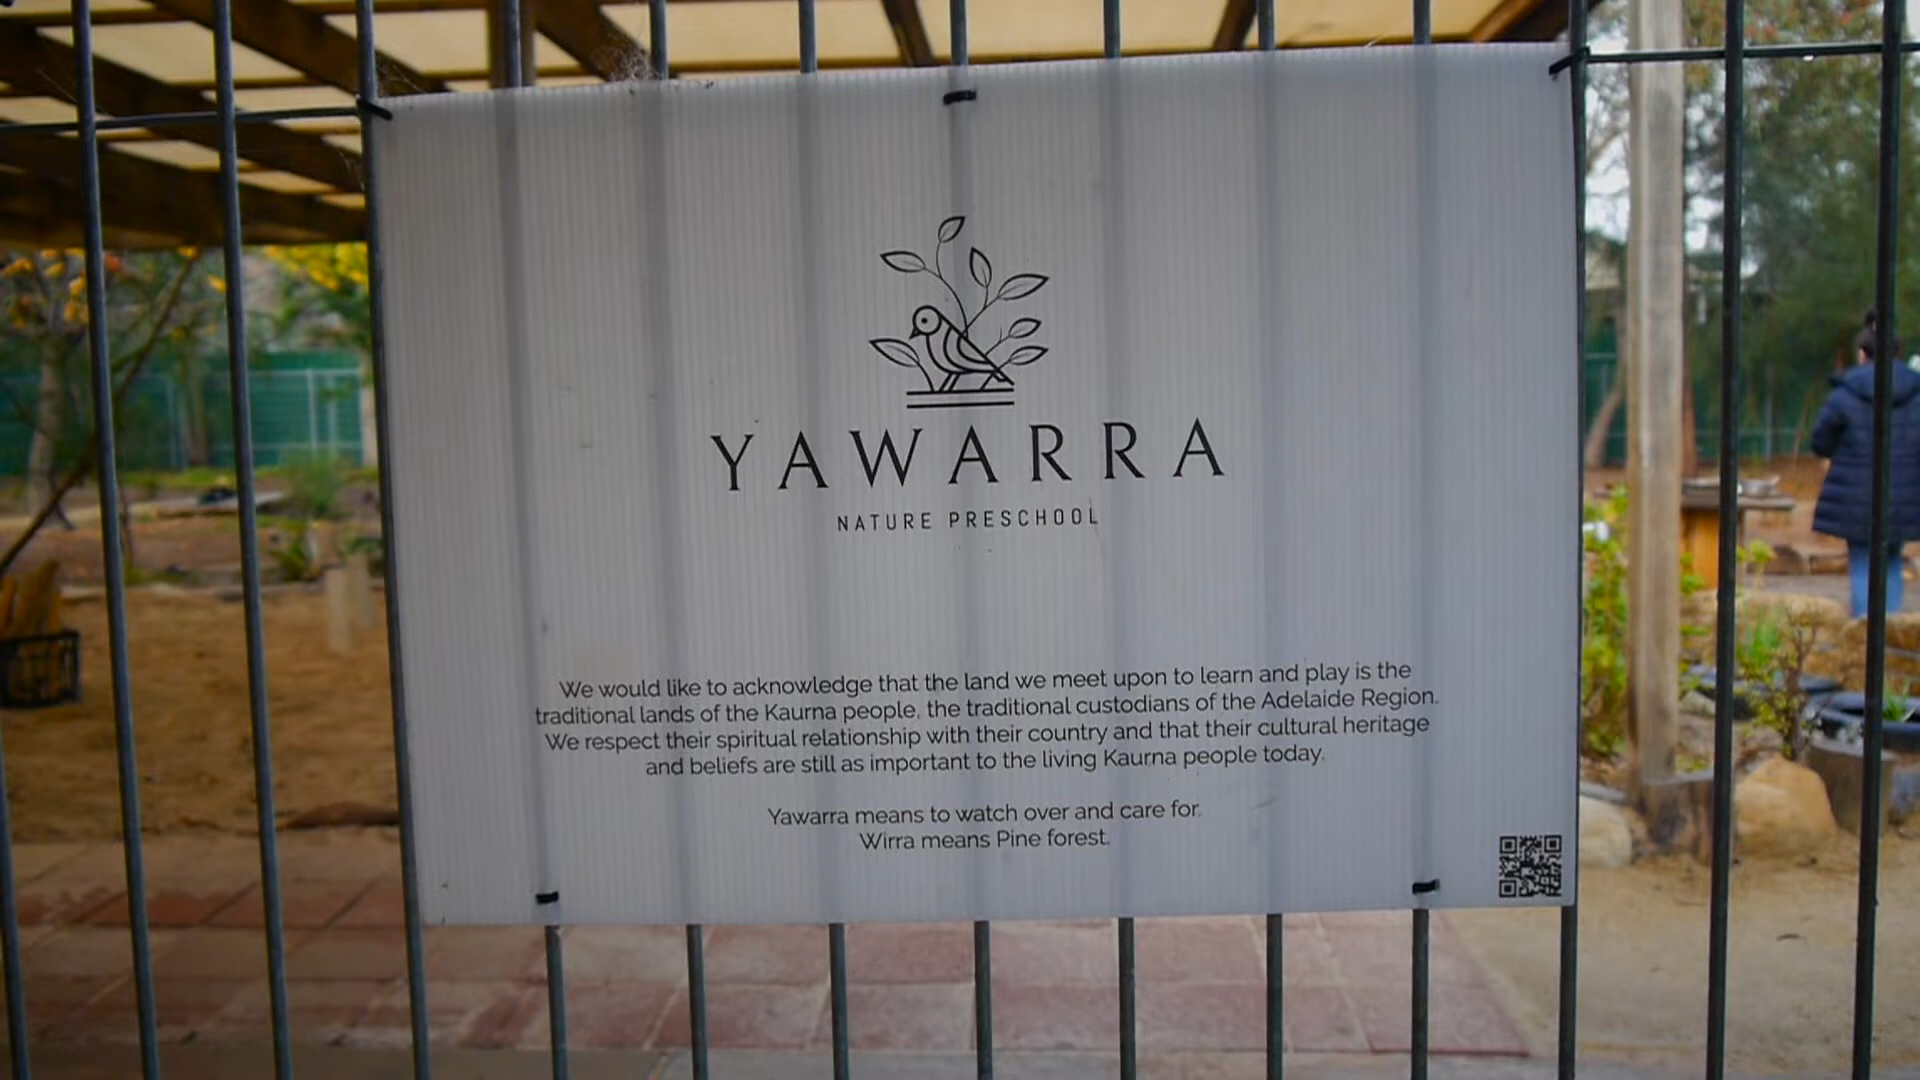 YAWARRA
NATURE PRESCHOOL
We would like to acknowledge that the land we meet upon to learn and play is the
traditional lands of the Kaurna people, the traditional custodians of the Adelaide Region.
We respect their spiritual relationship with their country and that their cultural heritage
and beliefs are still as important to the living Kaurna people today.
Yawarra means to watch over and care for.
Wirra means Pine forest.